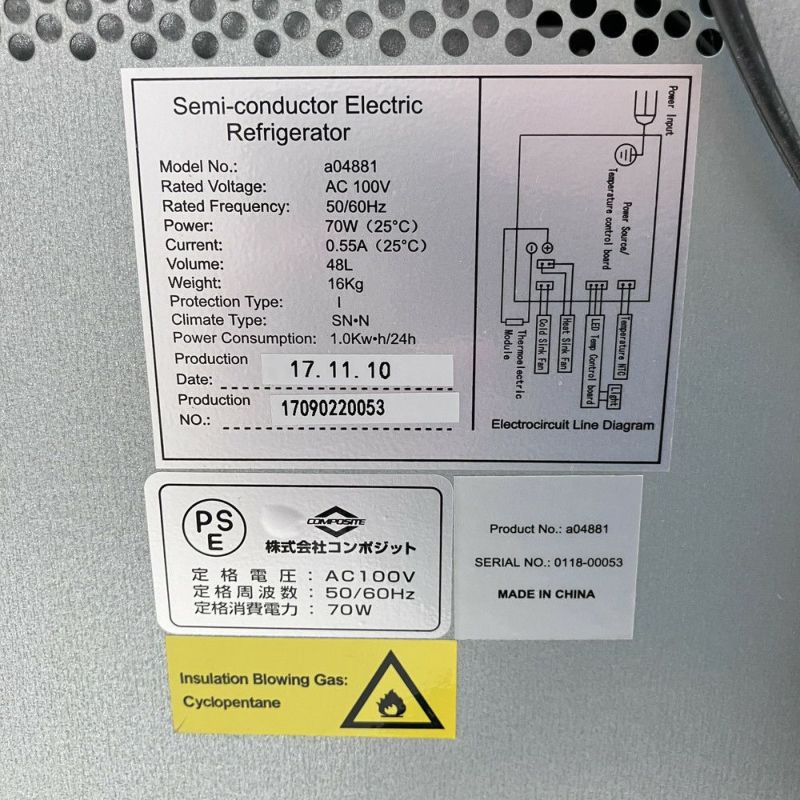 Semi-conductor Electric
Refrigerator
Model No.: a04881
Rated Voltage: AC 100V
Rated Frequency: 50/60Hz
Power: 70W (25°C)
Current: 0.55A (25°C)
Volume: 48L
Weight: 16Kg
Protection Type: I
Climate Type: SN•N
Power Consumption: 1.0Kw•h/24h
Production
Date: 17.11.10
Production
NO.: 17090220053
Power Input
Power Source/
Temperature control board
Thermoelectric
Module
Cold Sink Fan
Heat Sink Fan
LED Temp Control board
Temperature NTC
Light
Electrocircuit Line Diagram
PS
E
COMPOSITE
株式会社コンポジット
定格電圧：AC100V
定格周波数：50/60Hz
定格消費電力：70W
Product No.: a04881
SERIAL NO.: 0118-00053
MADE IN CHINA
Insulation Blowing Gas:
Cyclopentane